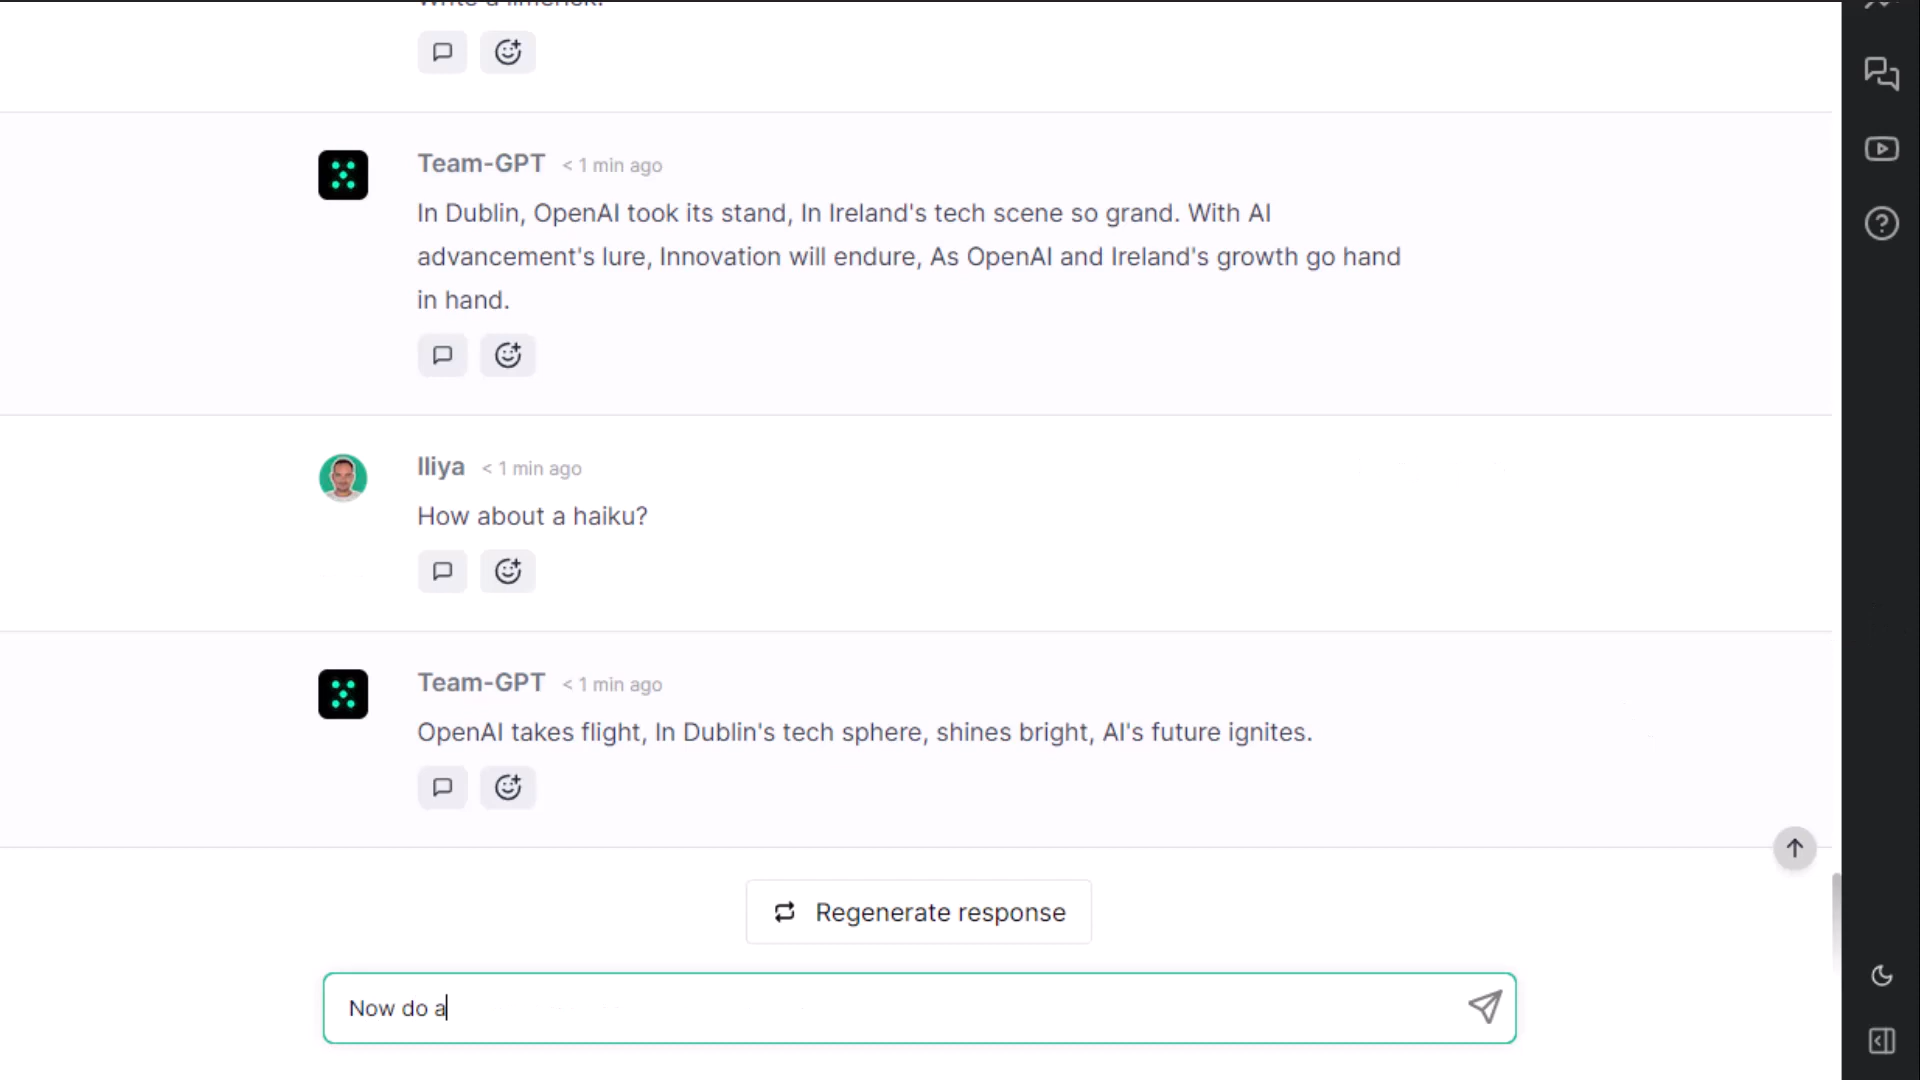 Write a limerick.
Team-GPT < 1 min ago
In Dublin, OpenAI took its stand, In Ireland's tech scene so grand. With AI
advancement's lure, Innovation will endure, As OpenAI and Ireland's growth go hand
in hand.
Iliya < 1 min ago
How about a haiku?
Team-GPT < 1 min ago
OpenAI takes flight, In Dublin's tech sphere, shines bright, AI's future ignites.
Regenerate response
Now do a